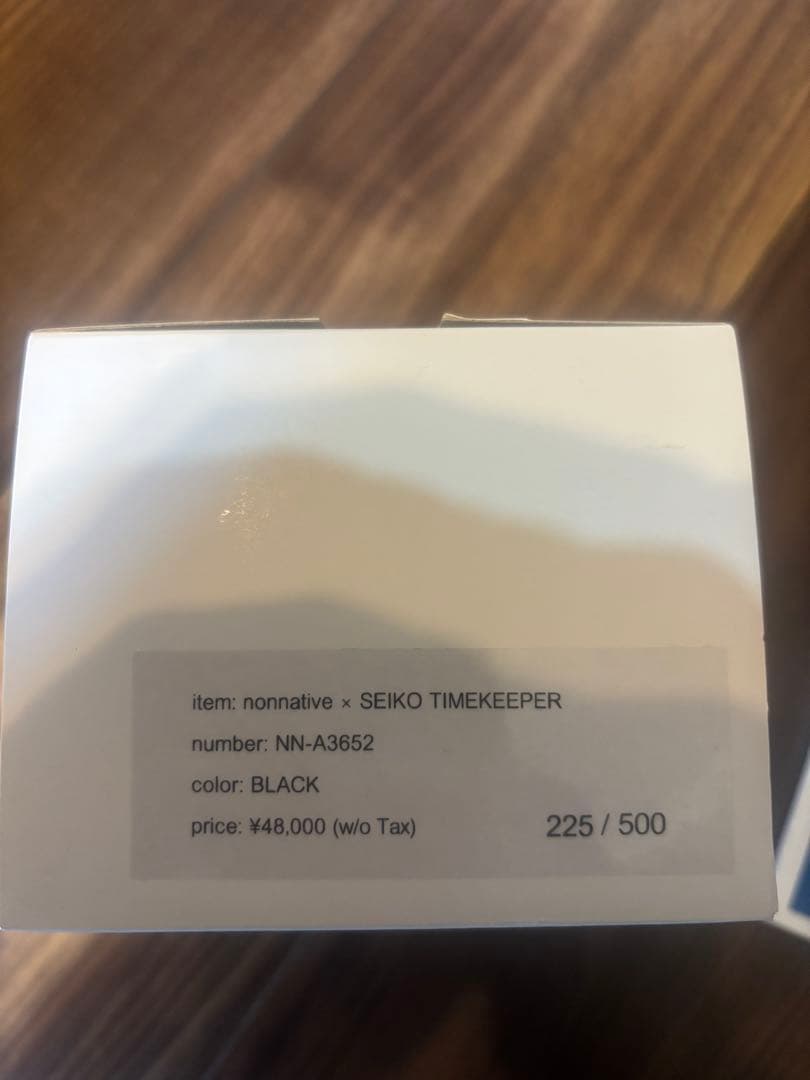 item: nonnative × SEIKO TIMEKEEPER
number: NN-A3652
color: BLACK
price: ¥48,000 (w/o Tax)
225 / 500